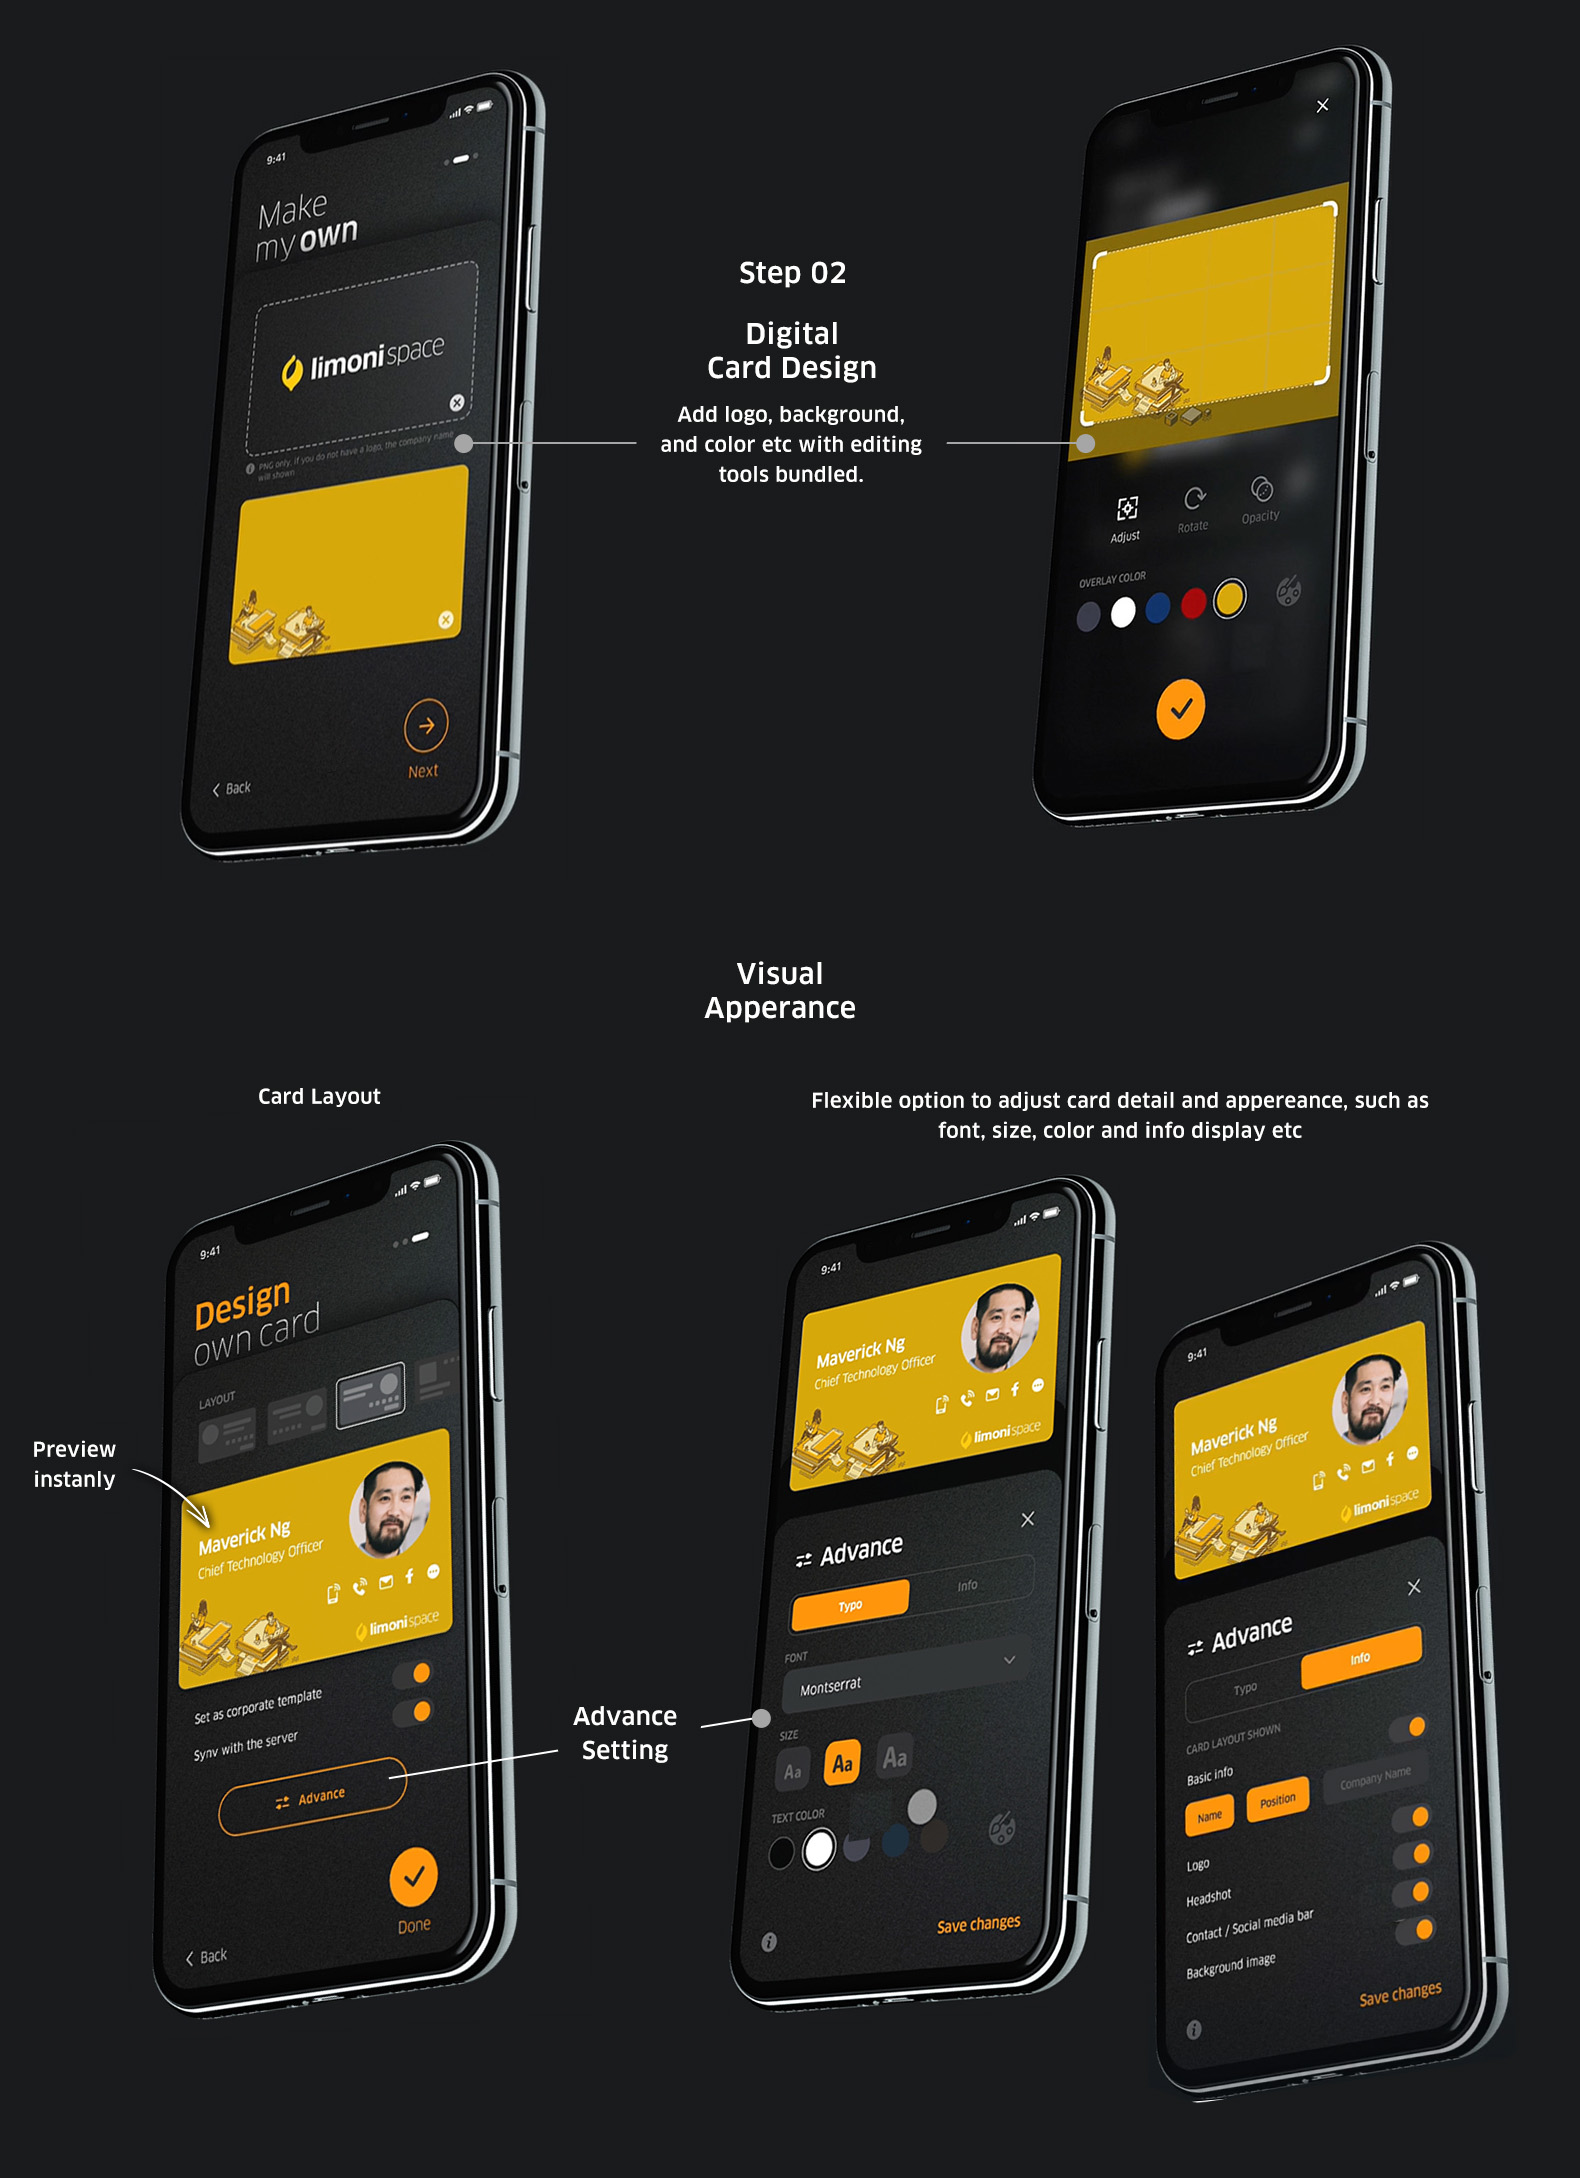 9:41
Make
my own
limoni space
PNG only, if you do not have a logo, the company name
will shown
Next
Back
Step 02
Digital
Card Design
Add logo, background,
and color etc with editing
tools bundled.
Adjust
Rotate
Opacity
OVERLAY COLOR
Visual
Apperance
Card Layout
9:41
Design
own card
LAYOUT
Preview
instanly
Maverick Ng
Chief Technology Officer
limoni space
Set as corporate template
Synv with the server
Advance
Done
Back
Advance
Setting
Flexible option to adjust card detail and appereance, such as
font, size, color and info display etc
9:41
Maverick Ng
Chief Technology Officer
limoni space
Advance
Typo
Info
FONT
Montserrat
SIZE
Aa
Aa
Aa
TEXT COLOR
Save changes
9:41
Maverick Ng
Chief Technology Officer
limoni space
Advance
Typo
Info
CARD LAYOUT SHOWN
Basic info
Name
Position
Company Name
Logo
Headshot
Contact / Social media bar
Background image
Save changes